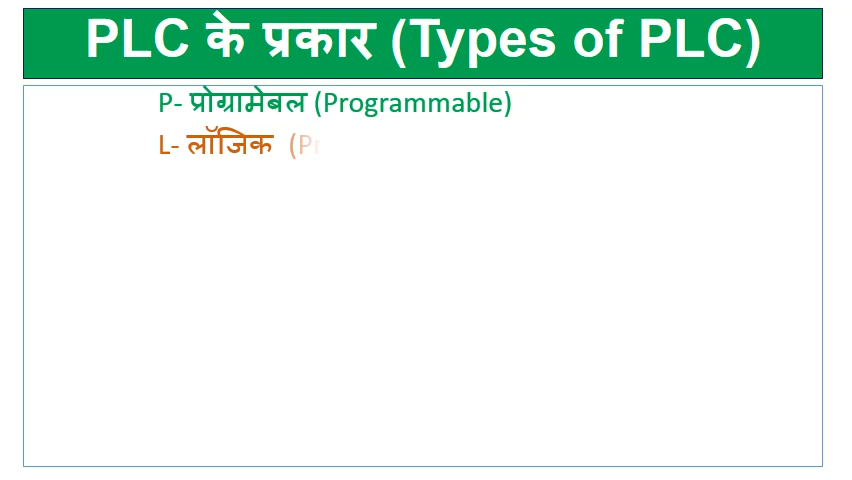 PLC के प्रकार (Types of PLC)
P- प्रोग्रामेबल (Programmable)
L- लॉजिक